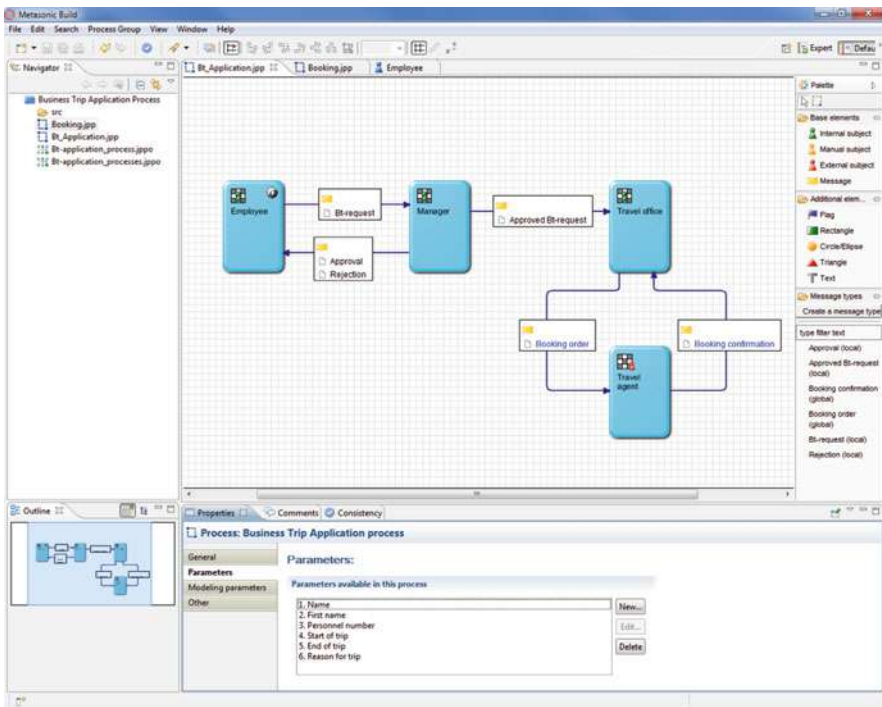 Metasonic Build
File Edit Search Process Group View Window Help
Expert Defau
Navigator
Business Trip Application Process
src
Booking.jpp
Bt_Application.jpp
Bt-application_process.jppo
Bt-application_processes.jppo
Bt_Application.jpp Booking.jpp Employee
Employee
Bt-request
Manager
Approved Bt-request
Travel office
Approval
Rejection
Booking order
Booking confirmation
Travel
agent
Palette
Base elements
Internal subject
Manual subject
External subject
Message
Additional elem...
Flag
Rectangle
Circle/Ellipse
Triangle
Text
Message types
Create a message type
type filter text
Approval (local)
Approved Bt-request
(local)
Booking confirmation
(global)
Booking order
(global)
Bt-request (local)
Rejection (local)
Outline
Properties Comments Consistency
Process: Business Trip Application process
General
Parameters
Modeling parameters
Other
Parameters:
Parameters available in this process
1. Name
2. First name
3. Personnel number
4. Start of trip
5. End of trip
6. Reason for trip
New...
Edit...
Delete